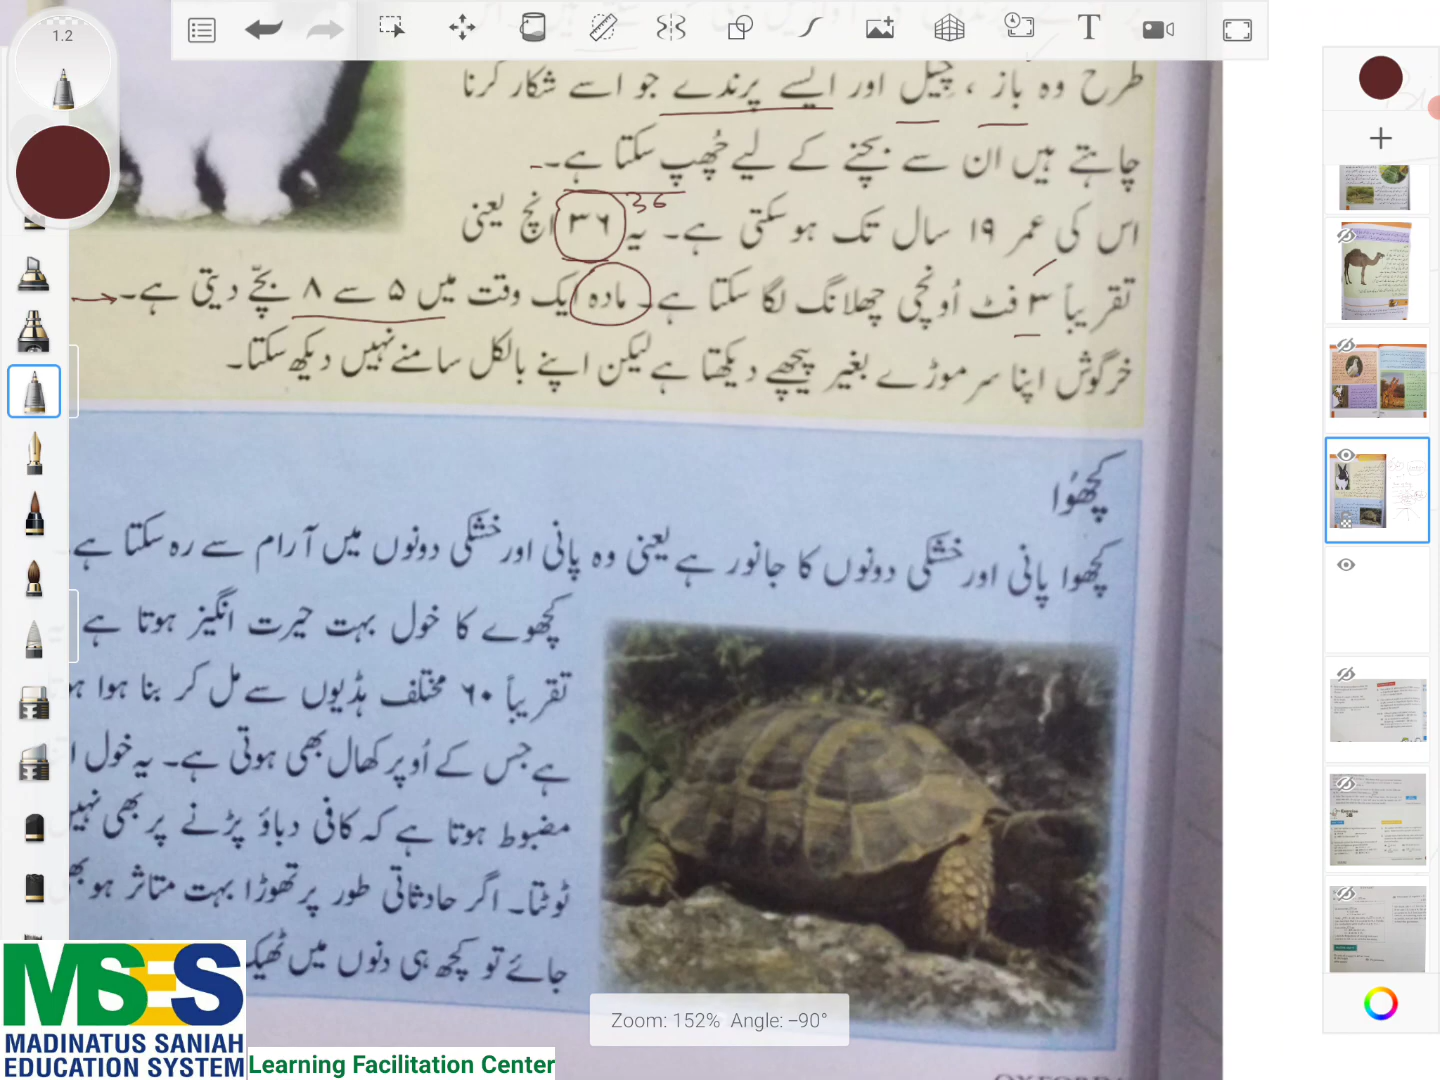 1.2
T
طرح وہ باز ، چیل اور ایسے پرندے جو اسے شکار کرنا
چاہتے ہیں ان سے بچنے کے لیے چُھپ سکتا ہے۔
36
اس کی عمر ۱۹ سال تک ہوسکتی ہے۔ یہ ۳۶ انچ یعنی
تقریباً ۳ فٹ اُونچی چھلانگ لگا سکتا ہے۔ مادہ ایک وقت میں ۵ سے ۸ بچّے دیتی ہے۔
خرگوش اپنا سر موڑے بغیر پیچھے دیکھتا ہے لیکن اپنے بالکل سامنے نہیں دیکھ سکتا۔
کچھوُا
کچھوا پانی اور خشکی دونوں کا جانور ہے یعنی وہ پانی اور خشکی دونوں میں آرام سے رہ سکتا ہے
کچھوے کا خول بہت حیرت انگیز ہوتا ہے
تقریباً ۶۰ مختلف ہڈیوں سے مل کر بنا ہوا
ہے جس کے اُوپر کھال بھی ہوتی ہے۔ یہ خول
مضبوط ہوتا ہے کہ کافی دباؤ پڑنے پر بھی نہیں
ٹوٹتا۔ اگر حادثاتی طور پر تھوڑا بہت متاثر ہو
جائے تو کچھ ہی دنوں میں ٹھیک
Zoom: 152% Angle: –90°
MSES
MADINATUS SANIAH
EDUCATION SYSTEM
Learning Facilitation Center